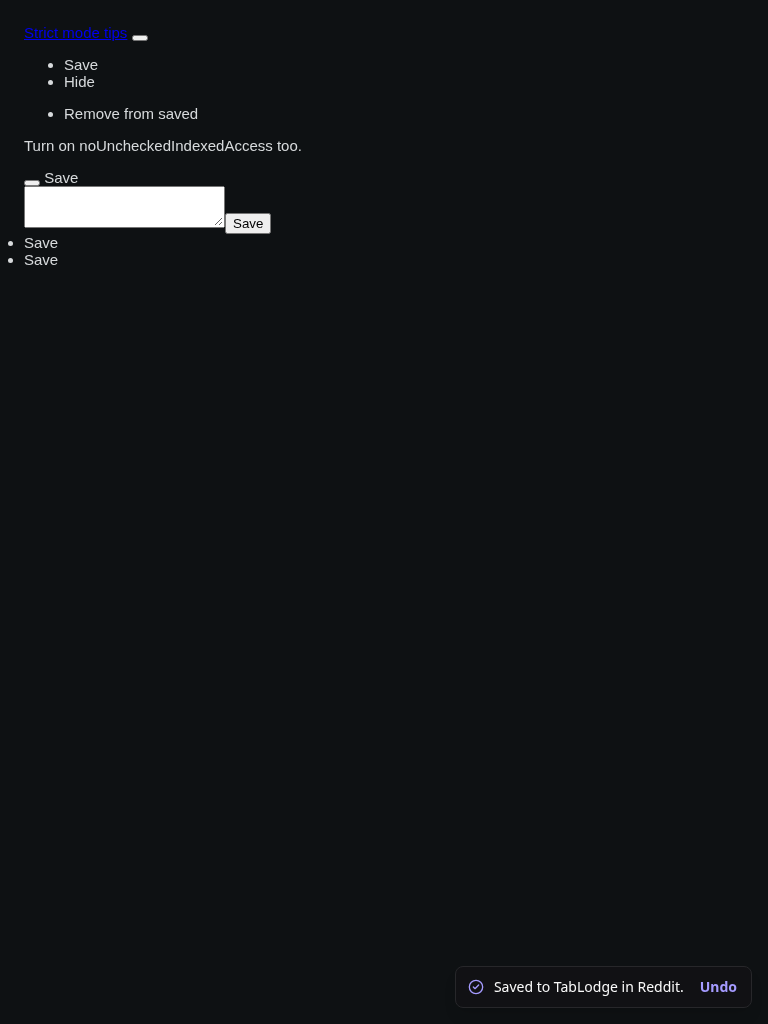 Strict mode tips
Save
Hide
Remove from saved
Turn on noUncheckedIndexedAccess too.
Save
Save
Save
Save
Saved to TabLodge in Reddit. Undo